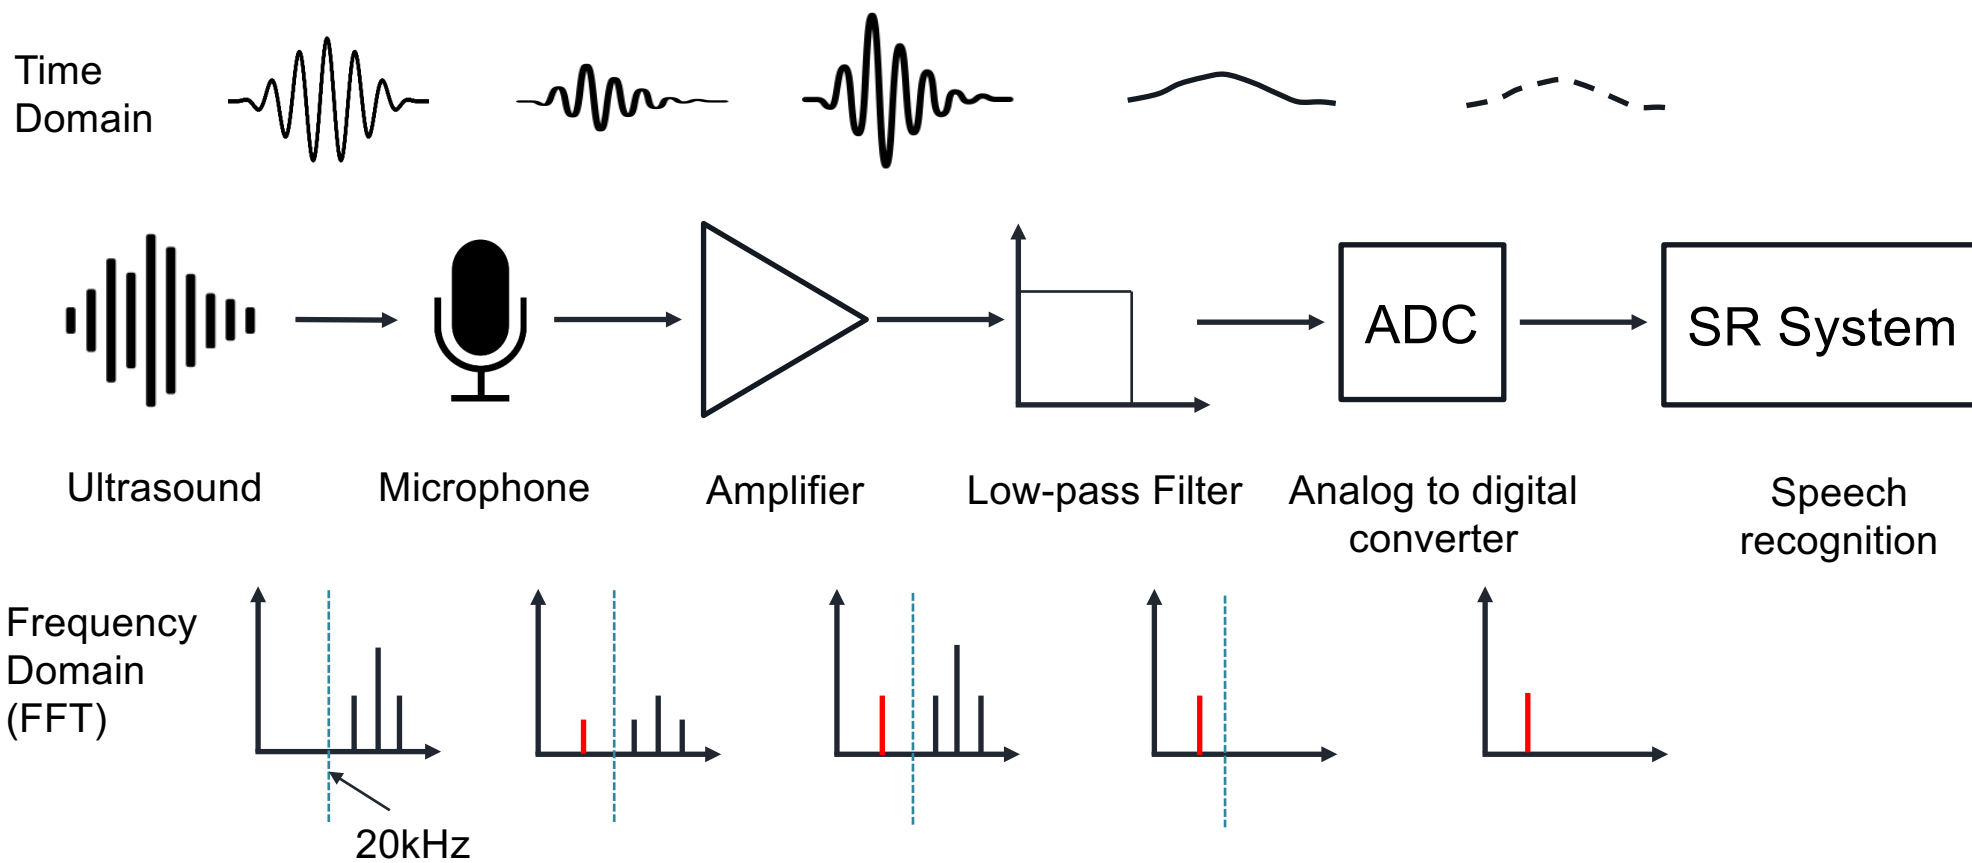 Time
Domain
ADC
SR System
Ultrasound
Microphone
Amplifier
Low-pass Filter
Analog to digital
converter
Speech
recognition
Frequency
Domain
(FFT)
20kHz